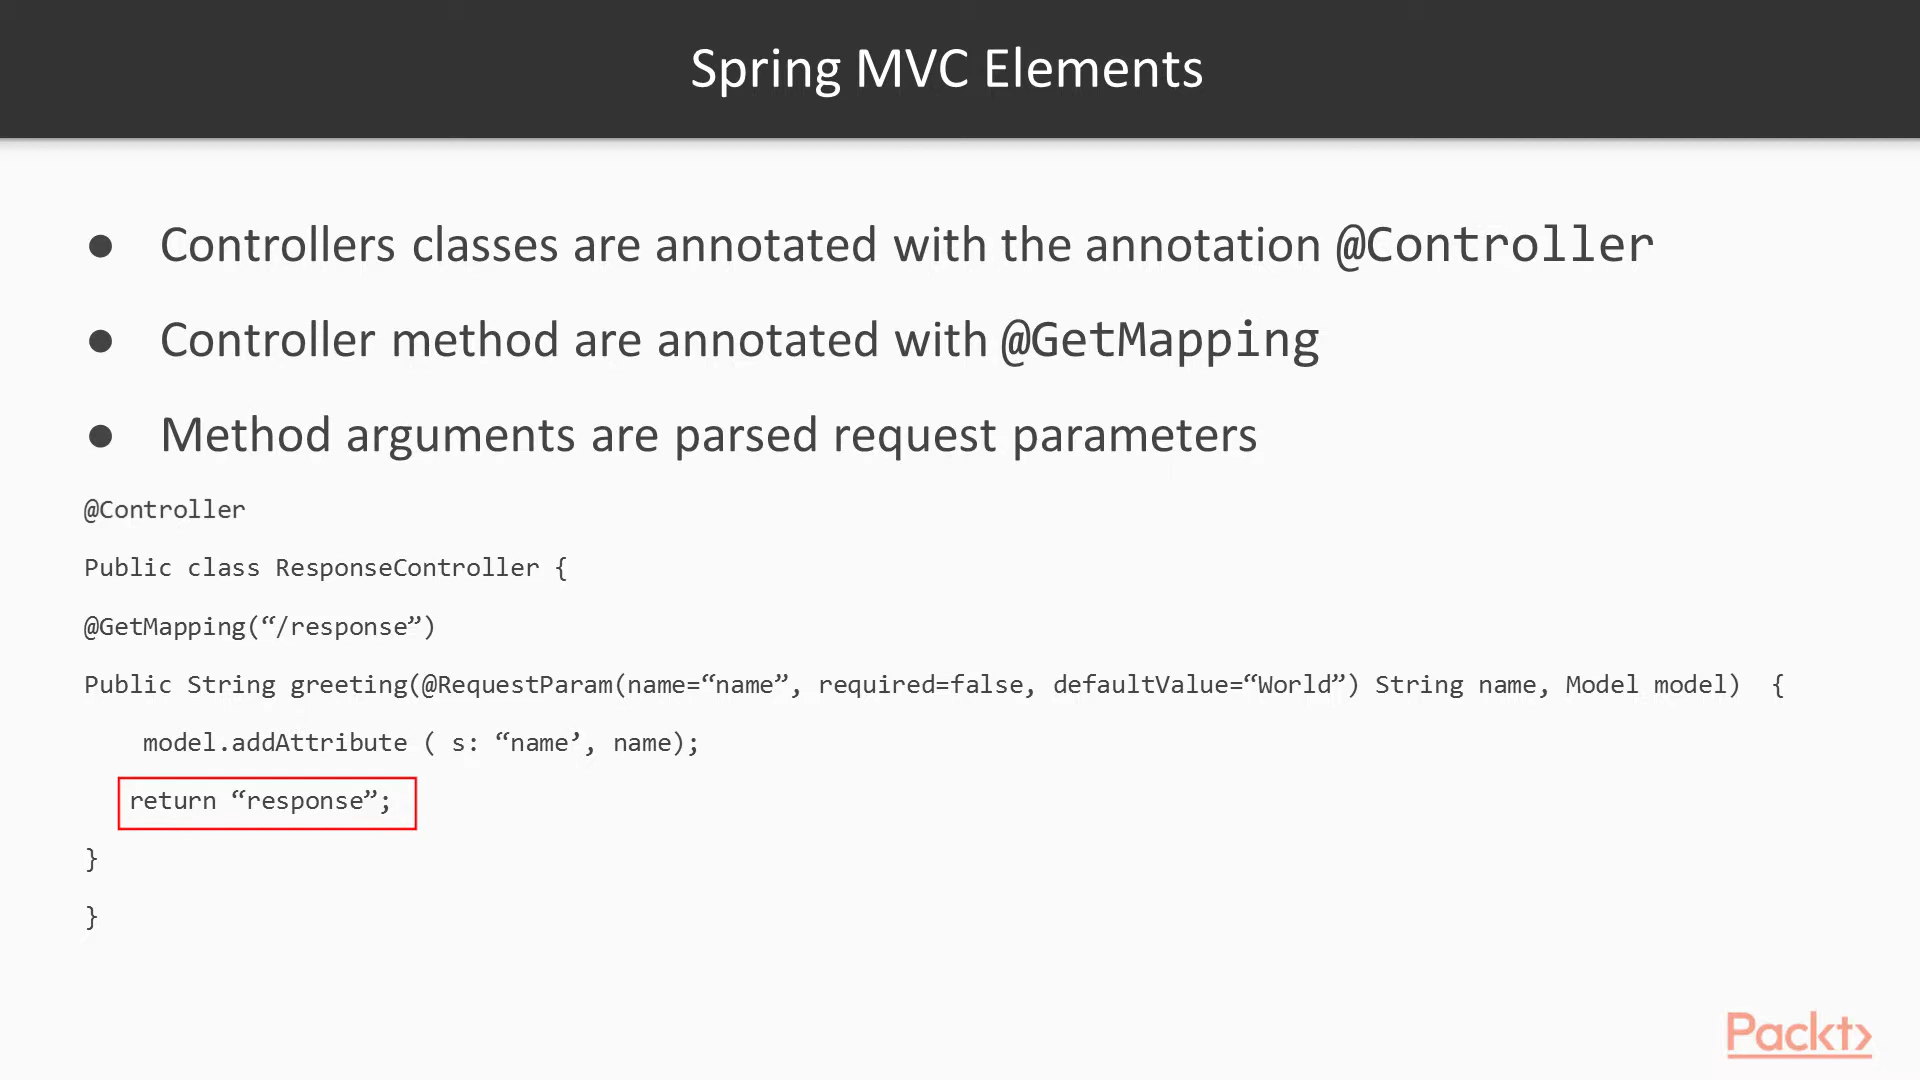 Spring MVC Elements
● Controllers classes are annotated with the annotation @Controller
● Controller method are annotated with @GetMapping
● Method arguments are parsed request parameters
@Controller
Public class ResponseController {
@GetMapping(“/response”)
Public String greeting(@RequestParam(name=“name”, required=false, defaultValue=“World”) String name, Model model)  {
model.addAttribute ( s: “name’, name);
return “response”;
}
}
Packt>